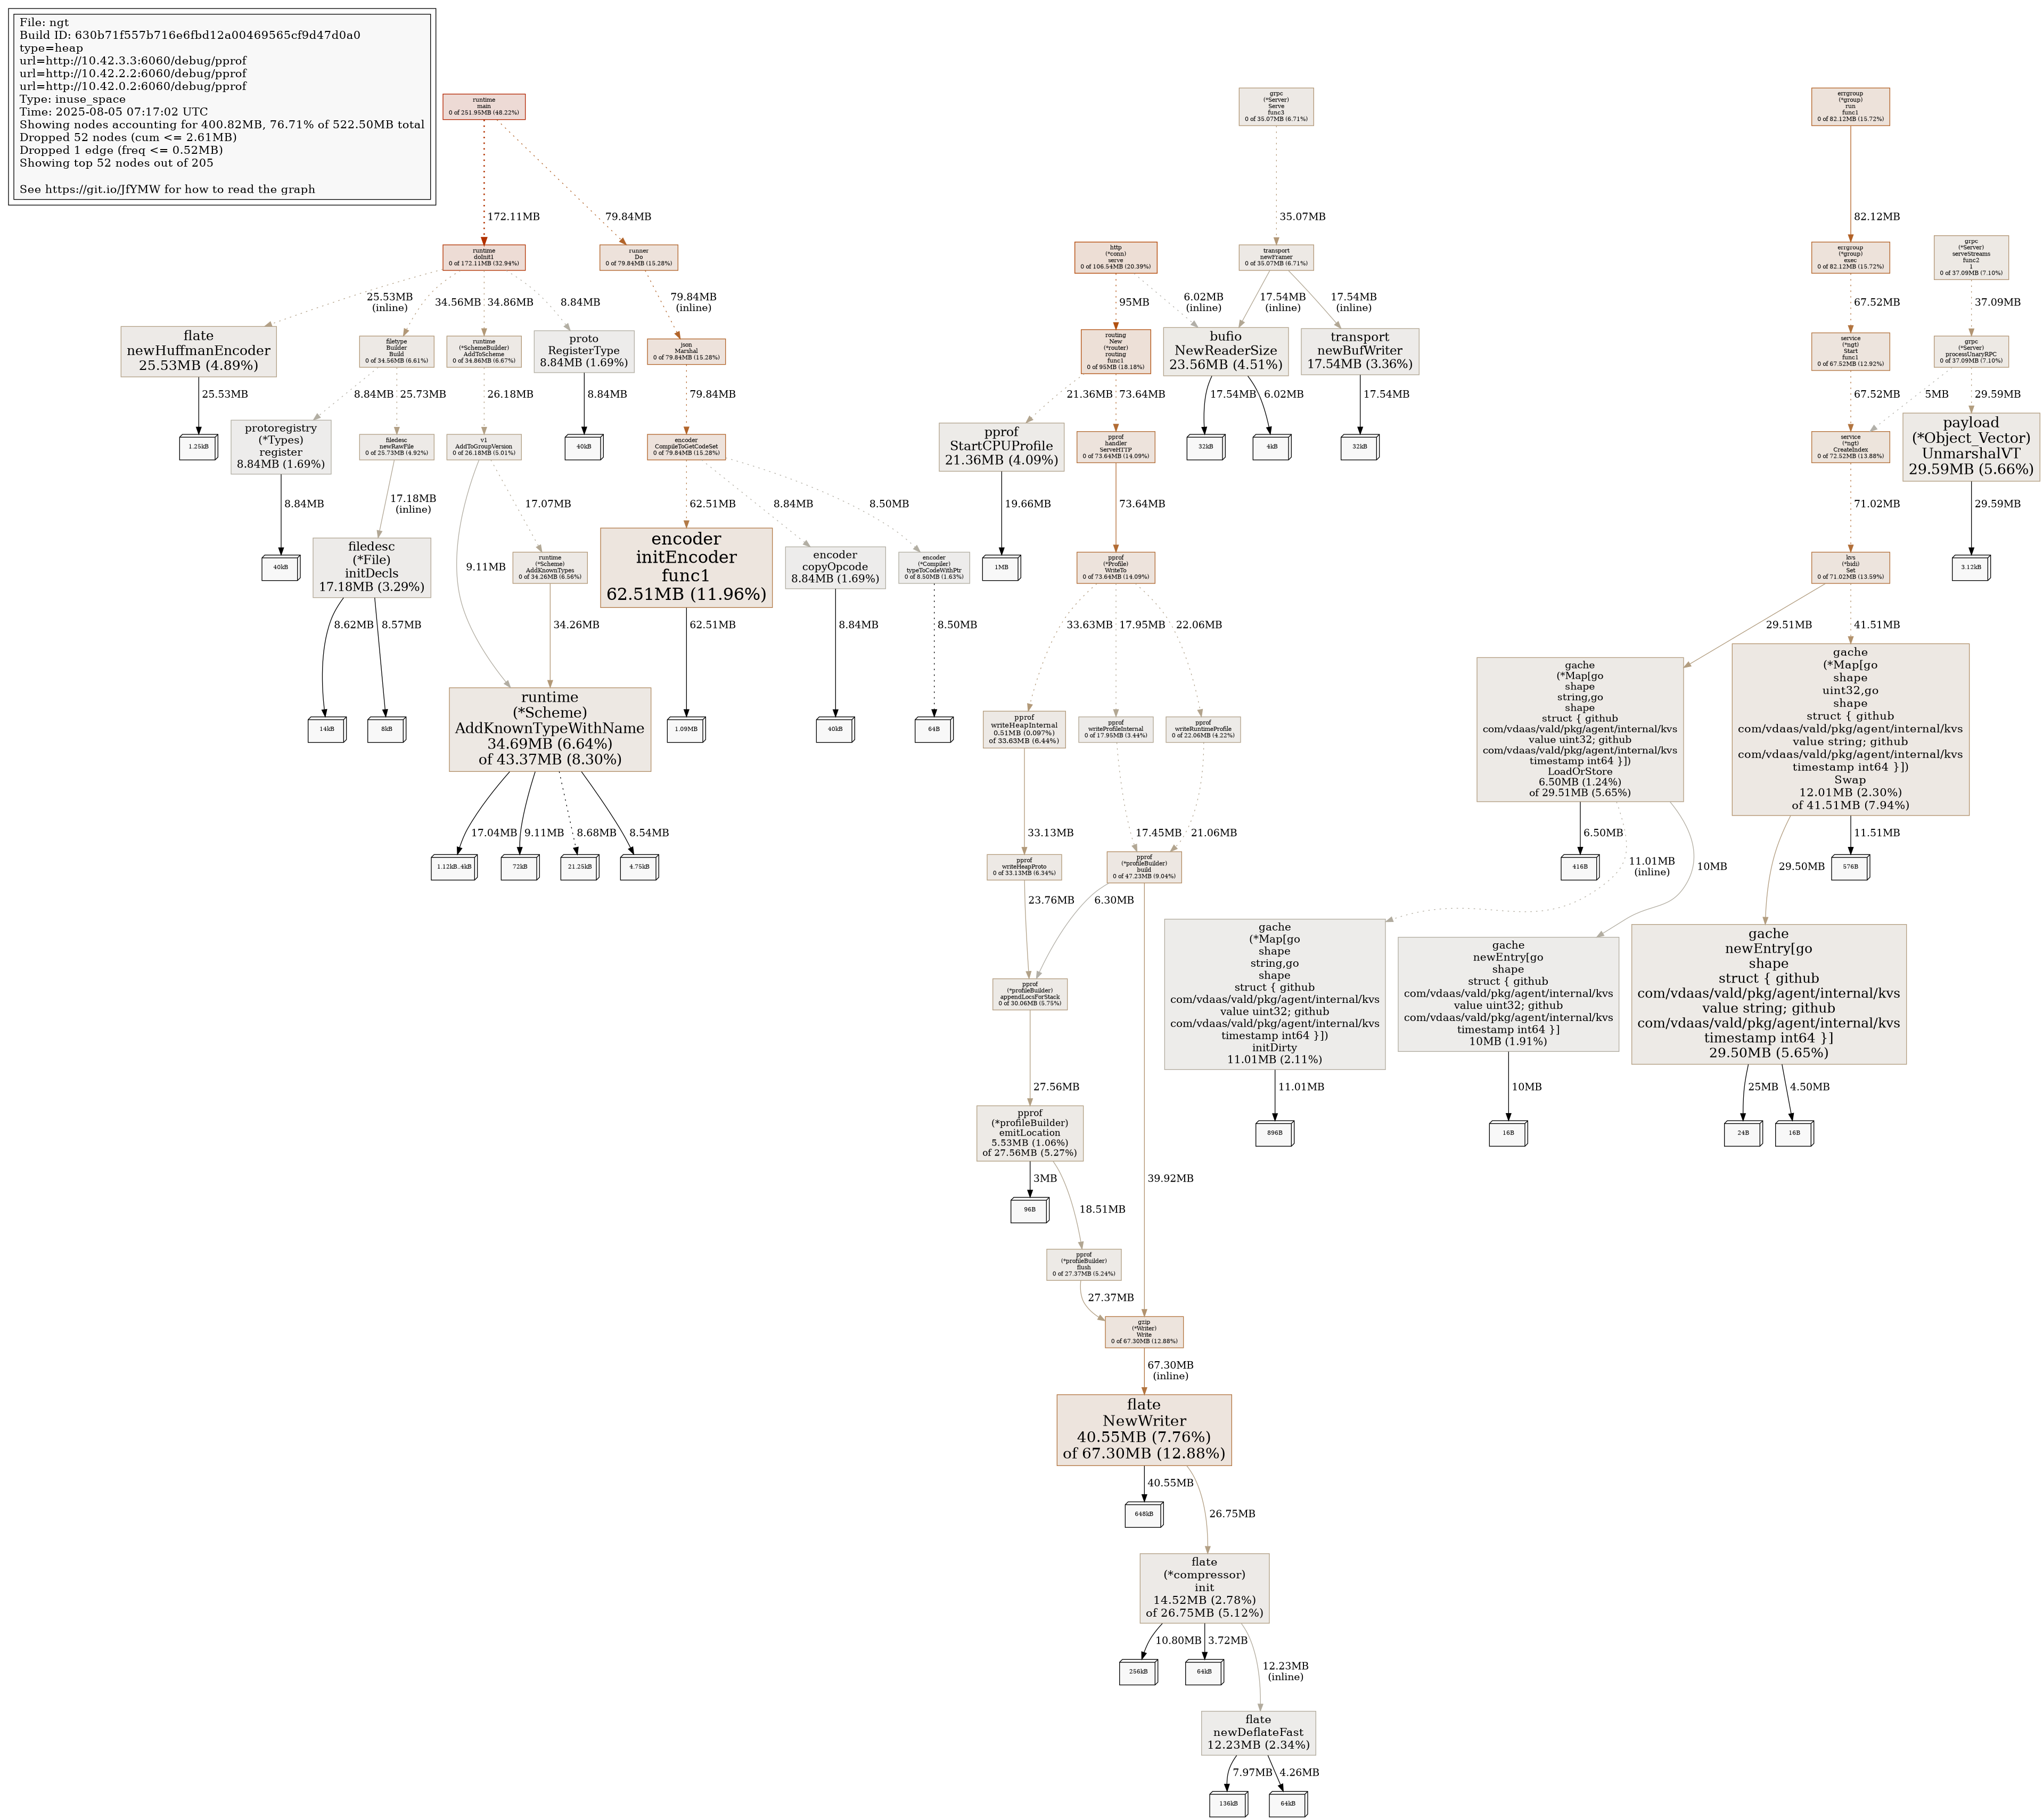 File: ngt
Build ID: 630b71f557b716e6fbd12a00469565cf9d47d0a0
type=heap
url=http://10.42.3.3:6060/debug/pprof
url=http://10.42.2.2:6060/debug/pprof
url=http://10.42.0.2:6060/debug/pprof
Type: inuse_space
Time: 2025-08-05 07:17:02 UTC
Showing nodes accounting for 400.82MB, 76.71% of 522.50MB total
Dropped 52 nodes (cum <= 2.61MB)
Dropped 1 edge (freq <= 0.52MB)
Showing top 52 nodes out of 205
See https://git.io/JfYMW for how to read the graph
runtime
main
0 of 251.95MB (48.22%)
grpc
(*Server)
Serve
func3
0 of 35.07MB (6.71%)
errgroup
(*group)
run
func1
0 of 82.12MB (15.72%)
172.11MB
79.84MB
35.07MB
82.12MB
runtime
doInit1
0 of 172.11MB (32.94%)
runner
Do
0 of 79.84MB (15.28%)
http
(*conn)
serve
0 of 106.54MB (20.39%)
transport
newFramer
0 of 35.07MB (6.71%)
errgroup
(*group)
exec
0 of 82.12MB (15.72%)
grpc
(*Server)
serveStreams
func2
1
0 of 37.09MB (7.10%)
25.53MB
(inline)
34.56MB
34.86MB
8.84MB
79.84MB
(inline)
95MB
6.02MB
(inline)
17.54MB
(inline)
17.54MB
(inline)
67.52MB
37.09MB
flate
newHuffmanEncoder
25.53MB (4.89%)
filetype
Builder
Build
0 of 34.56MB (6.61%)
runtime
(*SchemeBuilder)
AddToScheme
0 of 34.86MB (6.67%)
proto
RegisterType
8.84MB (1.69%)
json
Marshal
0 of 79.84MB (15.28%)
routing
New
(*router)
routing
func1
0 of 95MB (18.18%)
bufio
NewReaderSize
23.56MB (4.51%)
transport
newBufWriter
17.54MB (3.36%)
service
(*ngt)
Start
func1
0 of 67.52MB (12.92%)
grpc
(*Server)
processUnaryRPC
0 of 37.09MB (7.10%)
25.53MB
8.84MB
25.73MB
26.18MB
8.84MB
79.84MB
21.36MB
73.64MB
17.54MB
6.02MB
17.54MB
67.52MB
5MB
29.59MB
1.25kB
protoregistry
(*Types)
register
8.84MB (1.69%)
filedesc
newRawFile
0 of 25.73MB (4.92%)
v1
AddToGroupVersion
0 of 26.18MB (5.01%)
40kB
encoder
CompileToGetCodeSet
0 of 79.84MB (15.28%)
pprof
StartCPUProfile
21.36MB (4.09%)
pprof
handler
ServeHTTP
0 of 73.64MB (14.09%)
32kB
4kB
32kB
service
(*ngt)
CreateIndex
0 of 72.52MB (13.88%)
payload
(*Object_Vector)
UnmarshalVT
29.59MB (5.66%)
8.84MB
17.18MB
(inline)
9.11MB
17.07MB
62.51MB
8.84MB
8.50MB
19.66MB
73.64MB
71.02MB
29.59MB
40kB
filedesc
(*File)
initDecls
17.18MB (3.29%)
runtime
(*Scheme)
AddKnownTypes
0 of 34.26MB (6.56%)
encoder
initEncoder
func1
62.51MB (11.96%)
encoder
copyOpcode
8.84MB (1.69%)
encoder
(*Compiler)
typeToCodeWithPtr
0 of 8.50MB (1.63%)
1MB
pprof
(*Profile)
WriteTo
0 of 73.64MB (14.09%)
kvs
(*bidi)
Set
0 of 71.02MB (13.59%)
3.12kB
8.62MB
8.57MB
34.26MB
62.51MB
8.84MB
8.50MB
33.63MB
17.95MB
22.06MB
29.51MB
41.51MB
14kB
8kB
runtime
(*Scheme)
AddKnownTypeWithName
34.69MB (6.64%)
of 43.37MB (8.30%)
1.09MB
40kB
64B
pprof
writeHeapInternal
0.51MB (0.097%)
of 33.63MB (6.44%)
pprof
writeProfileInternal
0 of 17.95MB (3.44%)
pprof
writeRuntimeProfile
0 of 22.06MB (4.22%)
gache
(*Map[go
shape
string,go
shape
struct { github
com/vdaas/vald/pkg/agent/internal/kvs
value uint32; github
com/vdaas/vald/pkg/agent/internal/kvs
timestamp int64 }])
LoadOrStore
6.50MB (1.24%)
of 29.51MB (5.65%)
gache
(*Map[go
shape
uint32,go
shape
struct { github
com/vdaas/vald/pkg/agent/internal/kvs
value string; github
com/vdaas/vald/pkg/agent/internal/kvs
timestamp int64 }])
Swap
12.01MB (2.30%)
of 41.51MB (7.94%)
17.04MB
9.11MB
8.68MB
8.54MB
33.13MB
17.45MB
21.06MB
6.50MB
11.01MB
(inline)
10MB
29.50MB
11.51MB
1.12kB..4kB
72kB
21.25kB
4.75kB
pprof
writeHeapProto
0 of 33.13MB (6.34%)
pprof
(*profileBuilder)
build
0 of 47.23MB (9.04%)
416B
576B
23.76MB
6.30MB
39.92MB
pprof
(*profileBuilder)
appendLocsForStack
0 of 30.06MB (5.75%)
gache
(*Map[go
shape
string,go
shape
struct { github
com/vdaas/vald/pkg/agent/internal/kvs
value uint32; github
com/vdaas/vald/pkg/agent/internal/kvs
timestamp int64 }])
initDirty
11.01MB (2.11%)
gache
newEntry[go
shape
struct { github
com/vdaas/vald/pkg/agent/internal/kvs
value uint32; github
com/vdaas/vald/pkg/agent/internal/kvs
timestamp int64 }]
10MB (1.91%)
gache
newEntry[go
shape
struct { github
com/vdaas/vald/pkg/agent/internal/kvs
value string; github
com/vdaas/vald/pkg/agent/internal/kvs
timestamp int64 }]
29.50MB (5.65%)
27.56MB
11.01MB
10MB
25MB
4.50MB
pprof
(*profileBuilder)
emitLocation
5.53MB (1.06%)
of 27.56MB (5.27%)
896B
16B
24B
16B
3MB
18.51MB
96B
pprof
(*profileBuilder)
flush
0 of 27.37MB (5.24%)
27.37MB
gzip
(*Writer)
Write
0 of 67.30MB (12.88%)
67.30MB
(inline)
flate
NewWriter
40.55MB (7.76%)
of 67.30MB (12.88%)
40.55MB
26.75MB
648kB
flate
(*compressor)
init
14.52MB (2.78%)
of 26.75MB (5.12%)
10.80MB
3.72MB
12.23MB
(inline)
256kB
64kB
flate
newDeflateFast
12.23MB (2.34%)
7.97MB
4.26MB
136kB
64kB